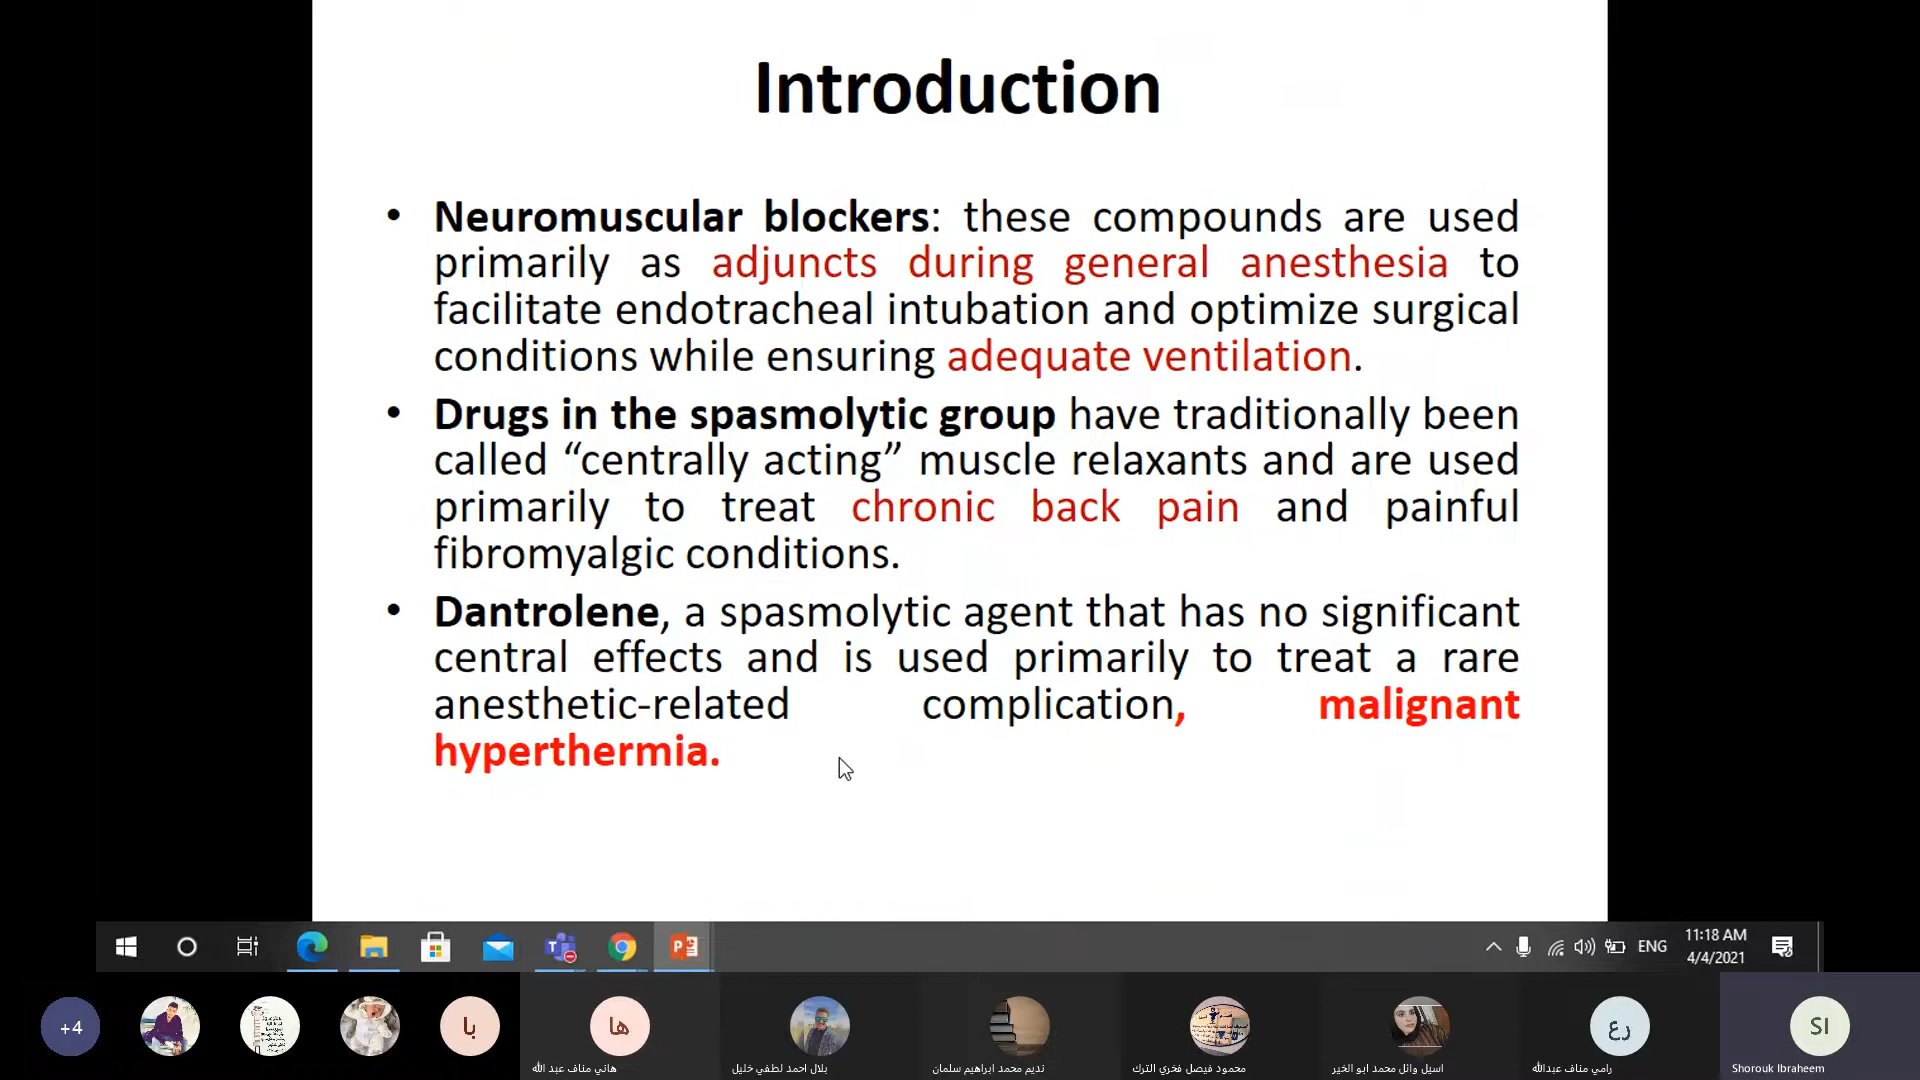 Introduction
• Neuromuscular blockers: these compounds are used
primarily as adjuncts during general anesthesia to
facilitate endotracheal intubation and optimize surgical
conditions while ensuring adequate ventilation.
• Drugs in the spasmolytic group have traditionally been
called “centrally acting” muscle relaxants and are used
primarily to treat chronic back pain and painful
fibromyalgic conditions.
• Dantrolene, a spasmolytic agent that has no significant
central effects and is used primarily to treat a rare
anesthetic-related complication, malignant
hyperthermia.
ENG
11:18 AM
4/4/2021
+4
با
ها
رع
SI
هاني مناف عبد الله
بلال احمد لطفي خليل
نديم محمد ابراهيم سلمان
محمود فيصل فخري الترك
اسيل وائل محمد ابو الخير
رامي مناف عبدالله
Shorouk Ibraheem